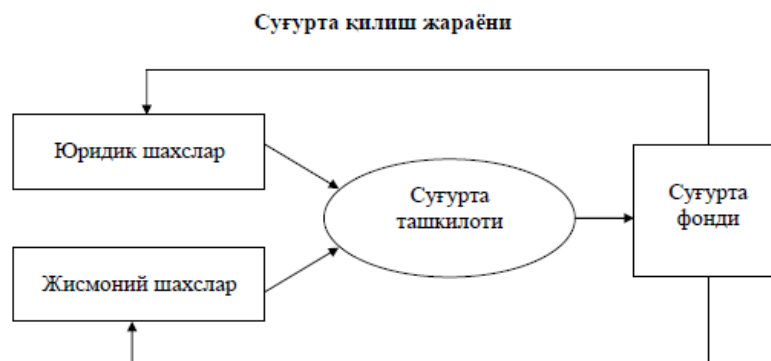 Суғурта қилиш жараёни
Юридик шахслар
Суғурта
ташкилоти
Суғурта
фонди
Жисмоний шахслар